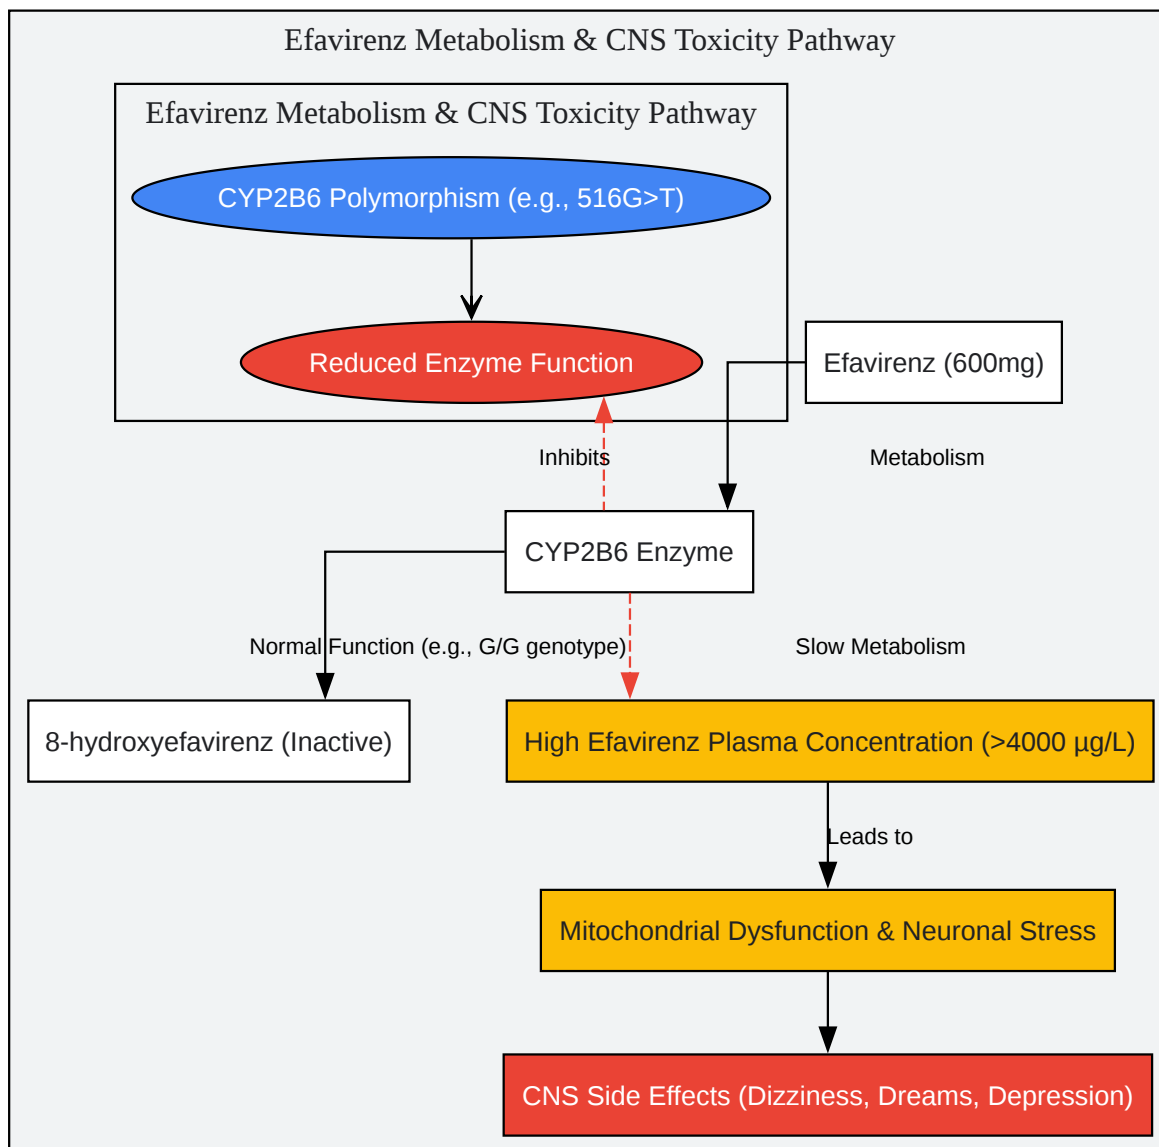 Efavirenz Metabolism & CNS Toxicity Pathway
Efavirenz Metabolism & CNS Toxicity Pathway
CYP2B6 Polymorphism (e.g., 516G>T)
Reduced Enzyme Function
Efavirenz (600mg)
Inhibits
Metabolism
CYP2B6 Enzyme
Normal Function (e.g., G/G genotype)
Slow Metabolism
8-hydroxyefavirenz (Inactive)
High Efavirenz Plasma Concentration (>4000 µg/L)
Leads to
Mitochondrial Dysfunction & Neuronal Stress
CNS Side Effects (Dizziness, Dreams, Depression)